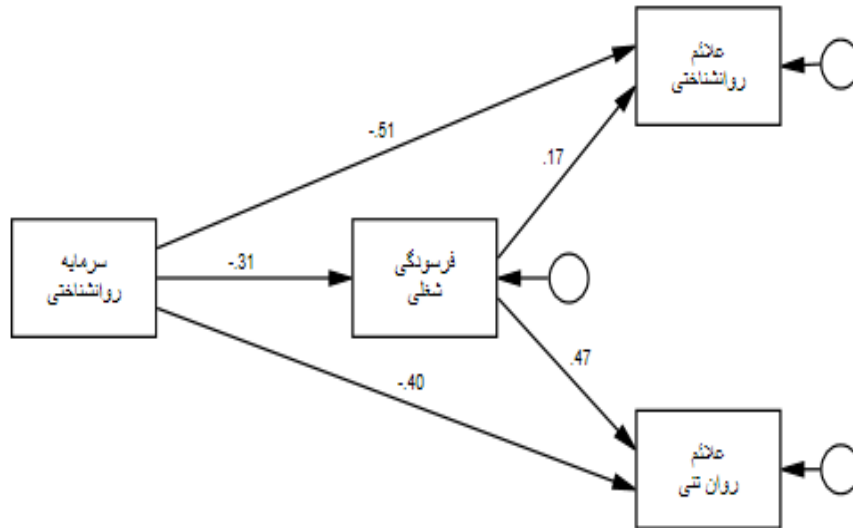 علائم
روانشناختی
-.51
.17
سرمایه
روانشناختی
-.31
فرسودگی
شغلی
.47
-.40
علائم
روان تنی